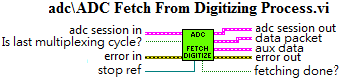 adc\ADC Fetch From Digitizing Process.vi
adc session in
Is last multiplexing cycle?
error in
stop ref
ADC
FETCH
DIGITIZE
adc session out
data packet
aux data
error out
fetching done?